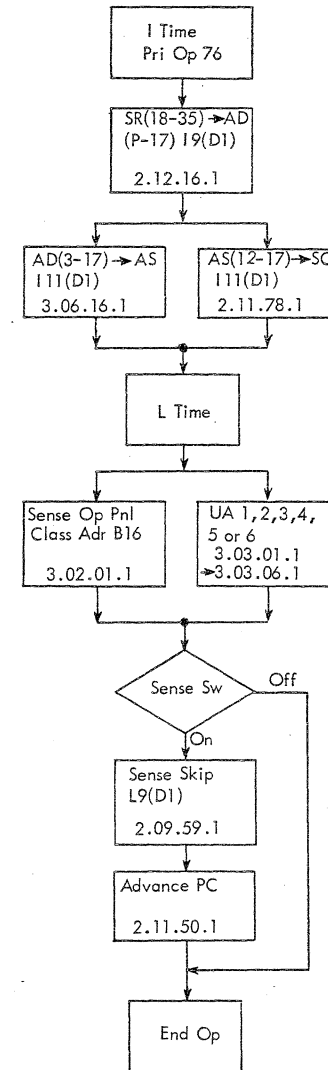 I Time
Pri Op 76
SR(18-35)→AD
(P-17) I9(D1)
2.12.16.1
AD(3-17)→AS
I11(D1)
3.06.16.1
AS(12-17)→SC
I11(D1)
2.11.78.1
L Time
Sense Op Pnl
Class Adr B16
3.02.01.1
UA 1,2,3,4,
5 or 6
3.03.01.1
→3.03.06.1
Sense Sw
Off
On
Sense Skip
L9(D1)
2.09.59.1
Advance PC
2.11.50.1
End Op